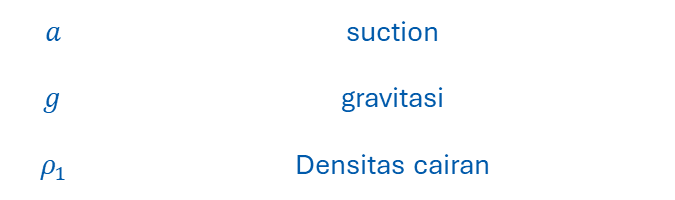 a suction
g gravitasi
ρ₁ Densitas cairan